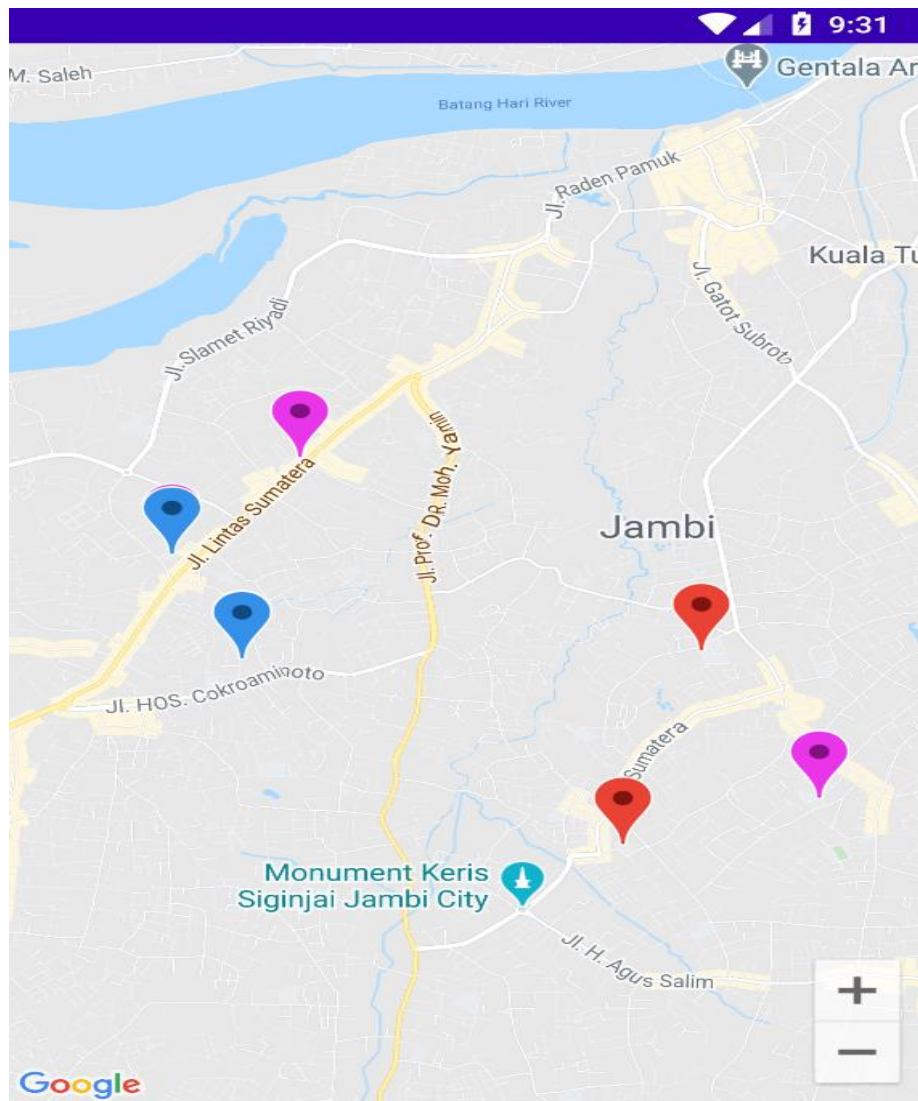 9:31
M. Saleh
Gentala Ar
Batang Hari River
Jl.Raden Pamuk
Kuala Tu
Jl. Gatot Subroto
Jl.Slamet Riyadi
Jl. Prof. DR. Moh. Yamin
Jl. Lintas Sumatera
Jambi
Jl. HOS. Cokroaminoto
Sumatera
Monument Keris
Siginjai Jambi City
Jl. H. Agus Salim
+
−
Google